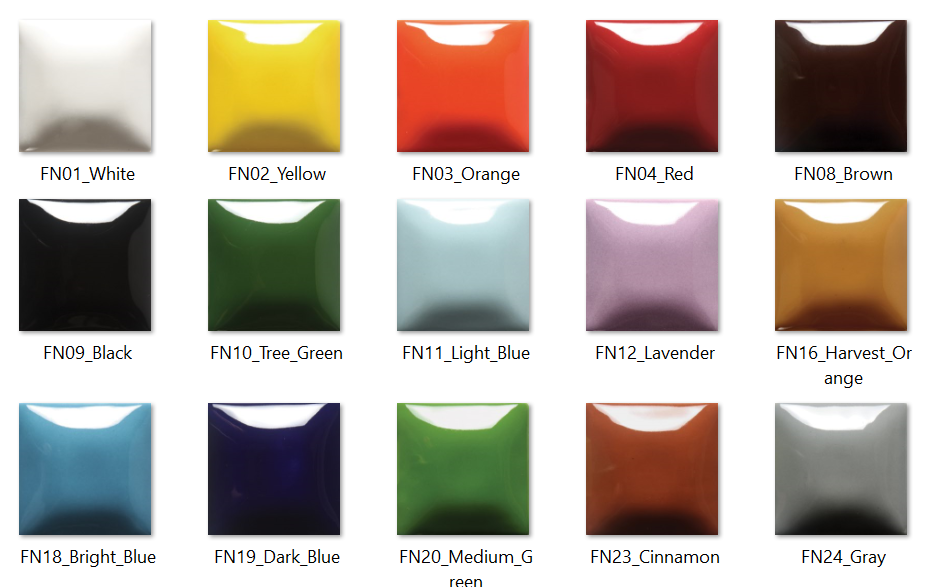 FN01_White
FN02_Yellow
FN03_Orange
FN04_Red
FN08_Brown
FN09_Black
FN10_Tree_Green
FN11_Light_Blue
FN12_Lavender
FN16_Harvest_Or
ange
FN18_Bright_Blue
FN19_Dark_Blue
FN20_Medium_G
reen
FN23_Cinnamon
FN24_Gray